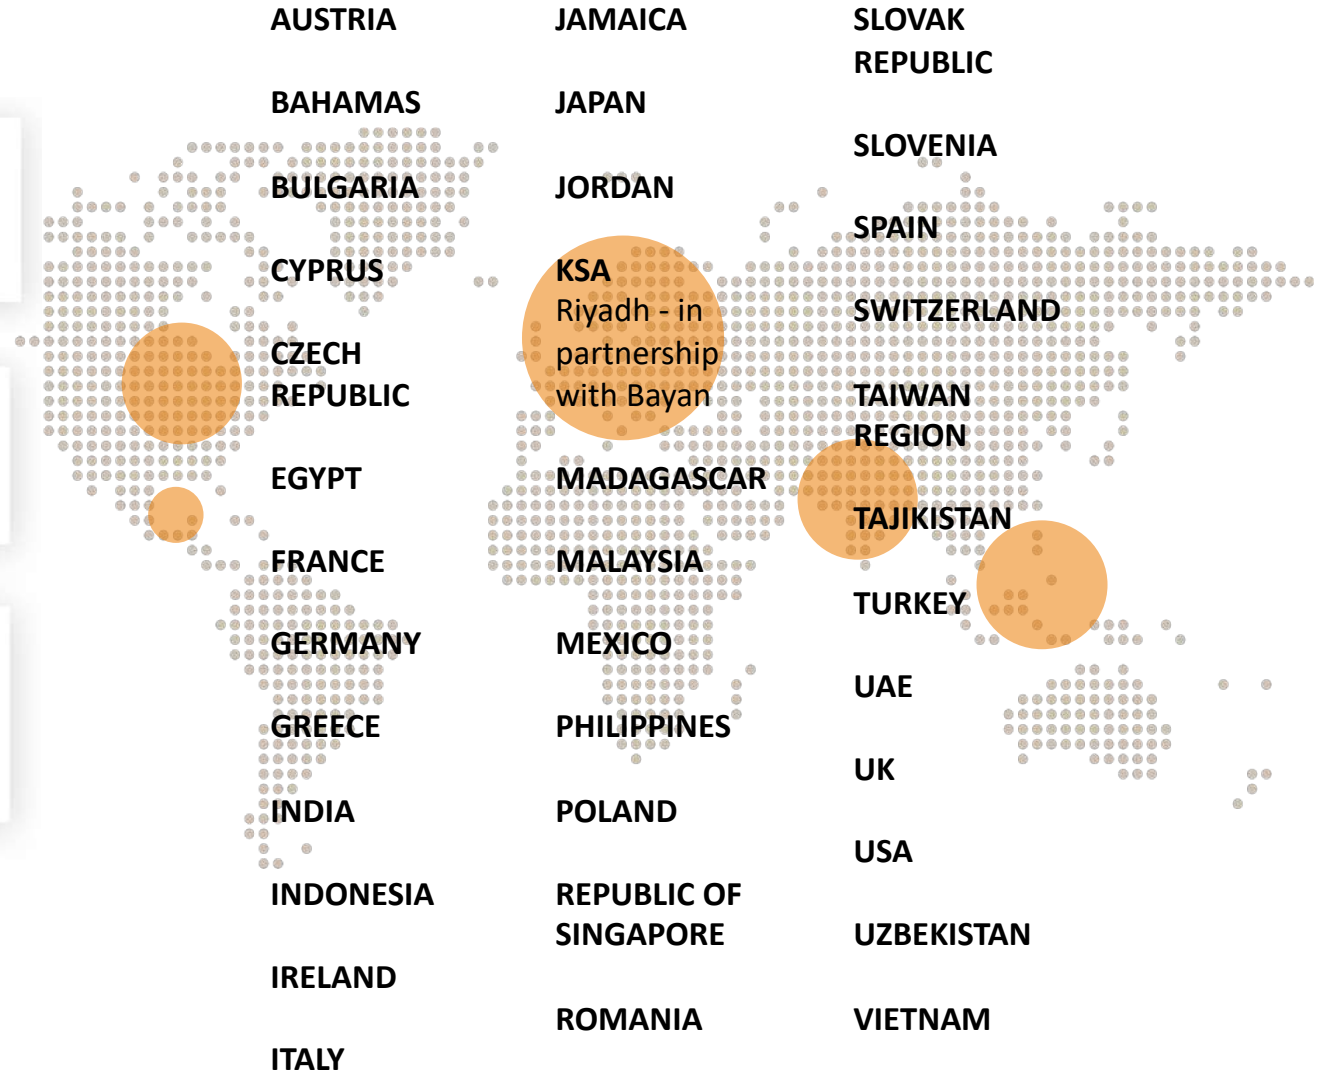 AUSTRIA
BAHAMAS
BULGARIA
CYPRUS
CZECH
REPUBLIC
EGYPT
FRANCE
GERMANY
GREECE
INDIA
INDONESIA
IRELAND
ITALY
JAMAICA
JAPAN
JORDAN
KSA
Riyadh - in
partnership
with Bayan
MADAGASCAR
MALAYSIA
MEXICO
PHILIPPINES
POLAND
REPUBLIC OF
SINGAPORE
ROMANIA
SLOVAK
REPUBLIC
SLOVENIA
SPAIN
SWITZERLAND
TAIWAN
REGION
TAJIKISTAN
TURKEY
UAE
UK
USA
UZBEKISTAN
VIETNAM